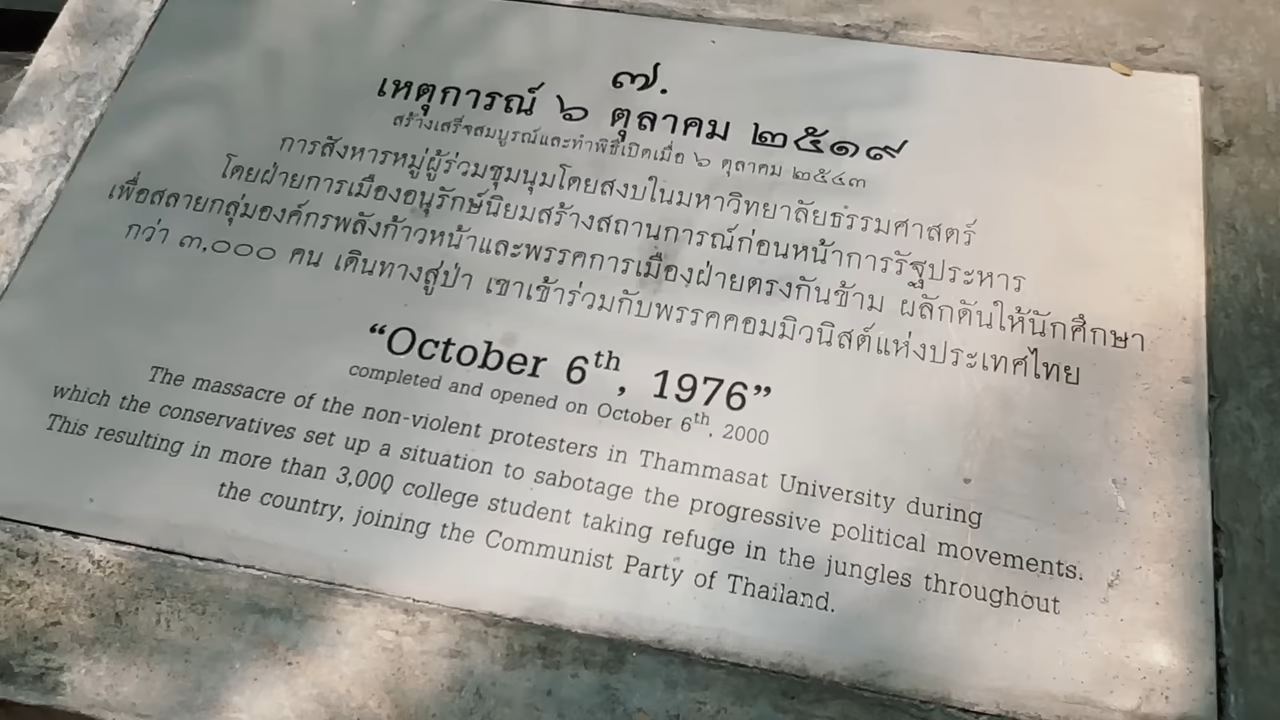 ๗.
เหตุการณ์ ๖ ตุลาคม ๒๕๑๙
สร้างเสร็จสมบูรณ์และทำพิธีเปิดเมื่อ ๖ ตุลาคม ๒๕๔๓
การสังหารหมู่ผู้ร่วมชุมนุมโดยสงบในมหาวิทยาลัยธรรมศาสตร์
โดยฝ่ายการเมืองอนุรักษ์นิยมสร้างสถานการณ์ก่อนหน้าการรัฐประหาร
เพื่อสลายกลุ่มองค์กรพลังก้าวหน้าและพรรคการเมืองฝ่ายตรงกันข้าม ผลักดันให้นักศึกษา
กว่า ๓,๐๐๐ คน เดินทางสู่ป่า เขาเข้าร่วมกับพรรคคอมมิวนิสต์แห่งประเทศไทย
“October 6th, 1976”
completed and opened on October 6th, 2000
The massacre of the non-violent protesters in Thammasat University during
which the conservatives set up a situation to sabotage the progressive political movements.
This resulting in more than 3,000 college student taking refuge in the jungles throughout
the country, joining the Communist Party of Thailand.